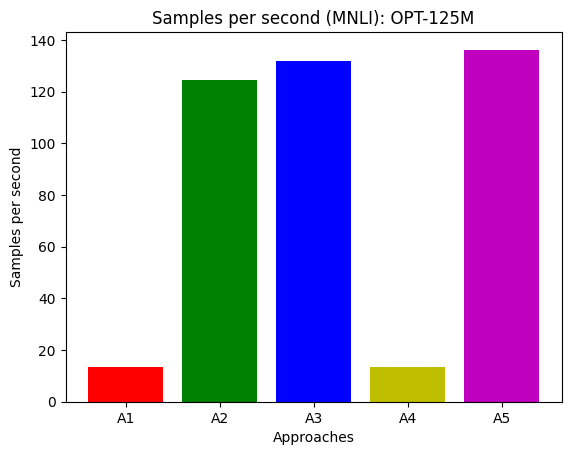 Samples per second (MNLI): OPT-125M
Samples per second
140
120
100
80
60
40
20
0
A1 A2 A3 A4 A5
Approaches